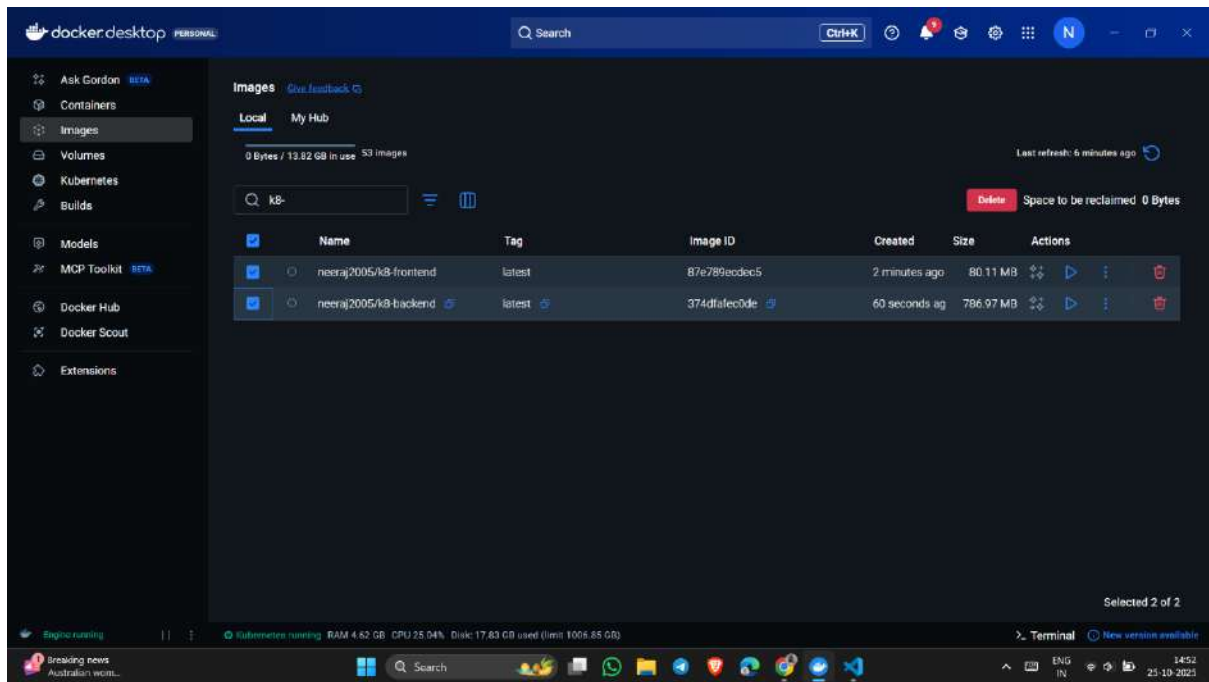 docker.desktop PERSONAL
Search
Ctrl+K
9
N
Ask Gordon BETA
Containers
Images
Volumes
Kubernetes
Builds
Models
MCP Toolkit BETA
Docker Hub
Docker Scout
Extensions
Images Give feedback
Local My Hub
0 Bytes / 13.82 GB in use 53 images
Last refresh: 6 minutes ago
k8-
Delete Space to be reclaimed 0 Bytes
Name Tag Image ID Created Size Actions
neeraj2005/k8-frontend latest 87e789ecdec5 2 minutes ago 80.11 MB
neeraj2005/k8-backend latest 374dfafec0de 60 seconds ag 786.97 MB
Selected 2 of 2
Engine running
Kubernetes running RAM 4.62 GB CPU 25.04% Disk: 17.83 GB used (limit 1006.85 GB)
>_ Terminal New version available
Breaking news
Australian wom...
Search
ENG
IN
14:52
25-10-2025